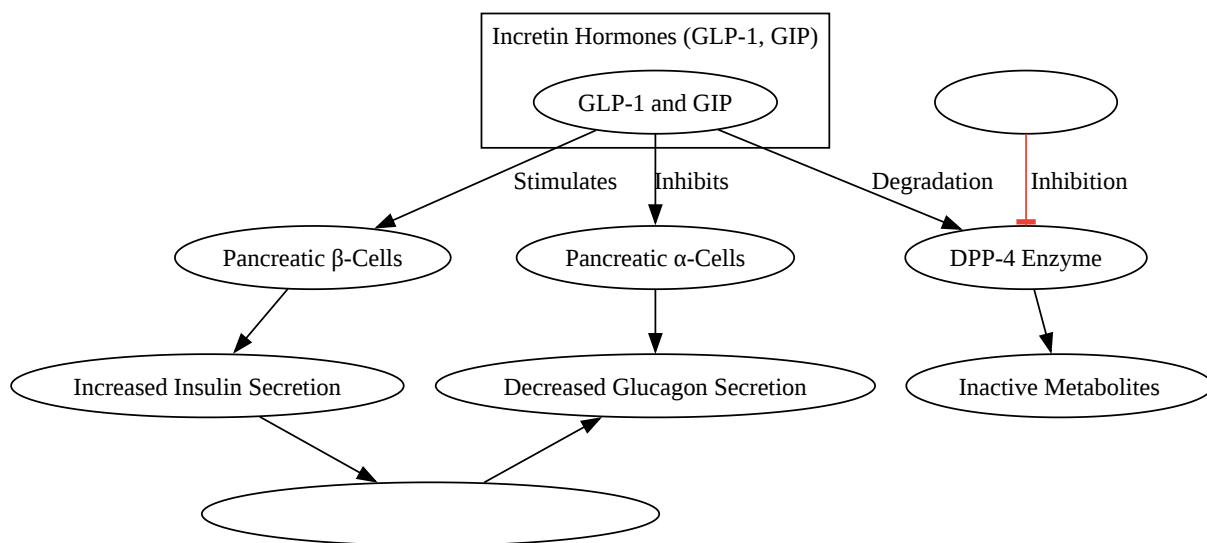 Incretin Hormones (GLP-1, GIP)
GLP-1 and GIP
Stimulates
Inhibits
Degradation
Inhibition
Pancreatic β-Cells
Pancreatic α-Cells
DPP-4 Enzyme
Increased Insulin Secretion
Decreased Glucagon Secretion
Inactive Metabolites